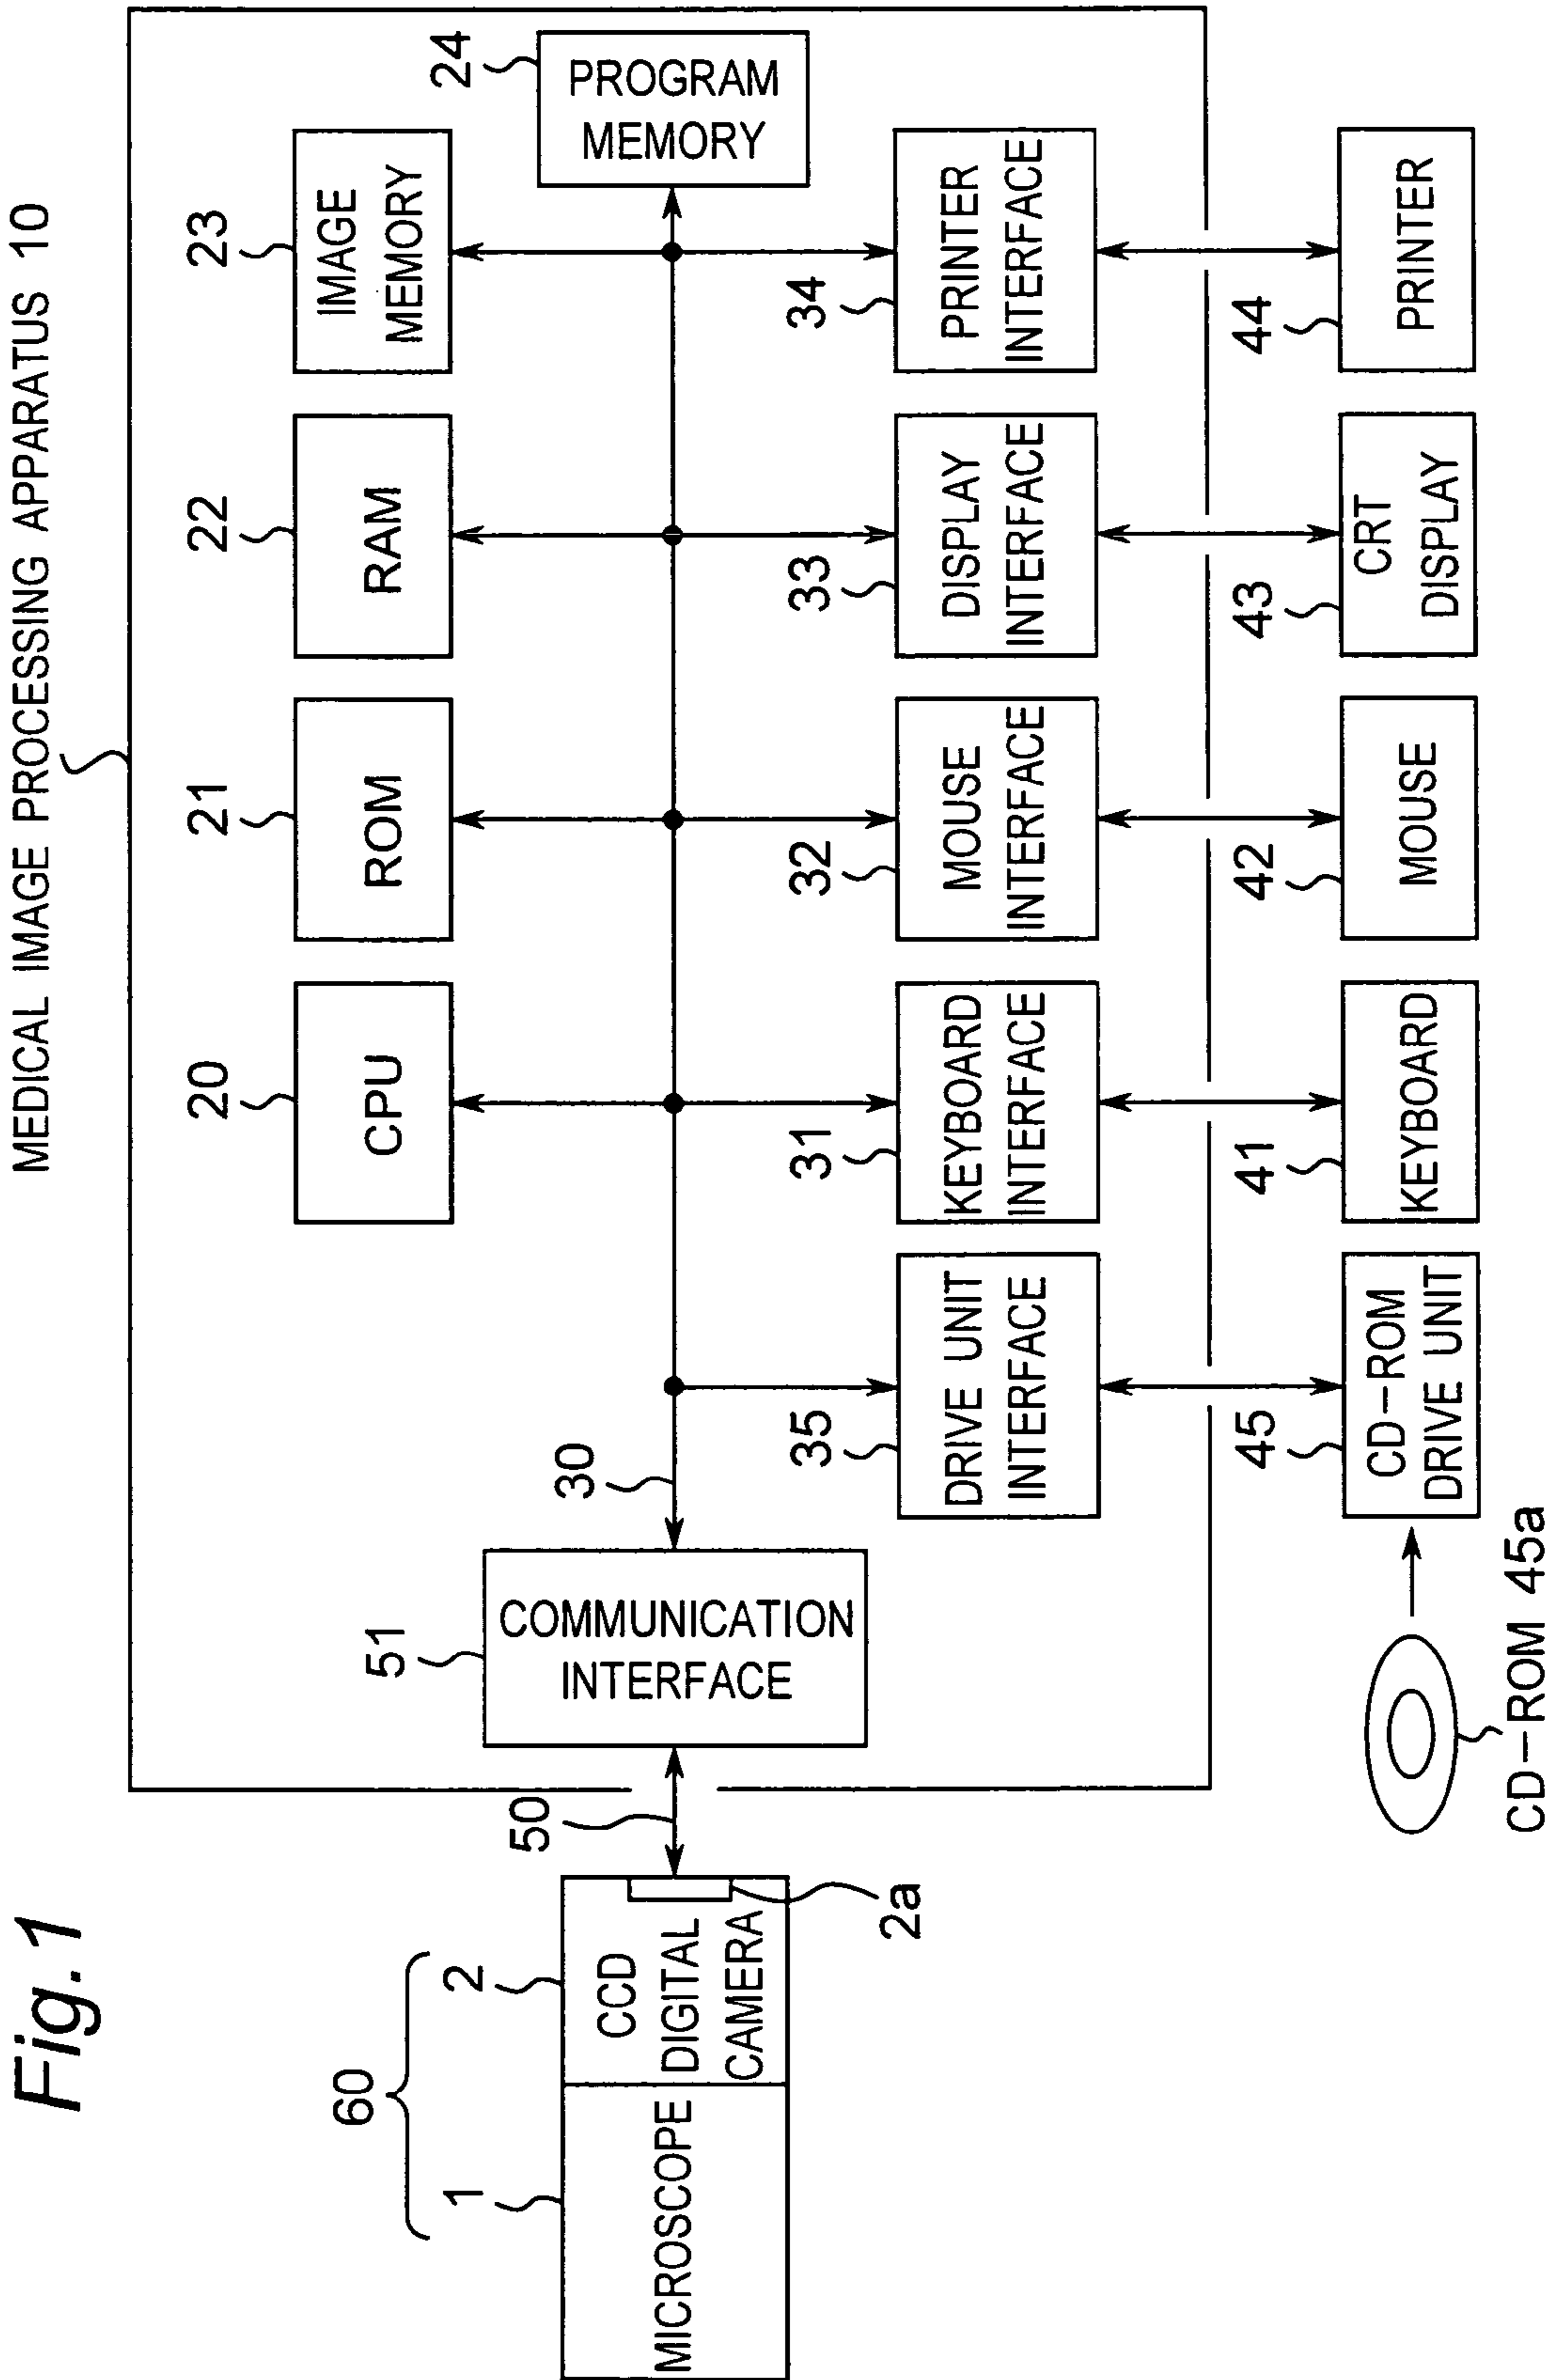 Fig.1
MEDICAL IMAGE PROCESSING APPARATUS 10
20
21
22
23
CPU
ROM
RAM
IMAGE
MEMORY
24
PROGRAM
MEMORY
60
1
2
MICROSCOPE
CCD
DIGITAL
CAMERA
2a
50
51
COMMUNICATION
INTERFACE
30
35
31
32
33
34
DRIVE UNIT
INTERFACE
KEYBOARD
INTERFACE
MOUSE
INTERFACE
DISPLAY
INTERFACE
PRINTER
INTERFACE
45
41
42
43
44
CD-ROM
DRIVE UNIT
KEYBOARD
MOUSE
CRT
DISPLAY
PRINTER
CD-ROM 45a